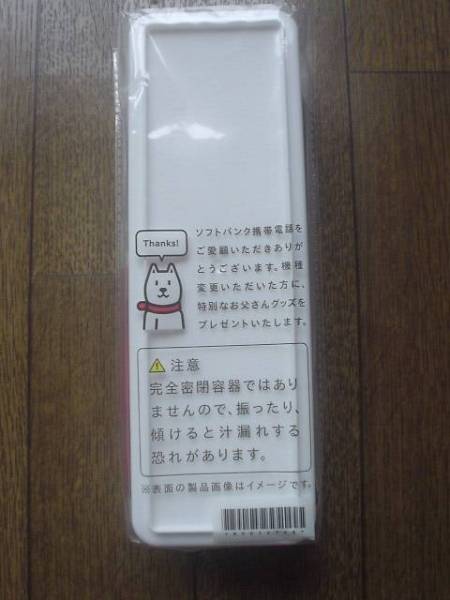 Thanks!
ソフトバンク携帯電話を
ご愛顧いただきありが
とうございます。機種
変更いただいた方に、
特別なお父さんグッズを
プレゼントいたします。
注意
完全密閉容器ではあり
ませんので、振ったり、
傾けると汁漏れする
恐れがあります。
※表面の製品画像はイメージです。